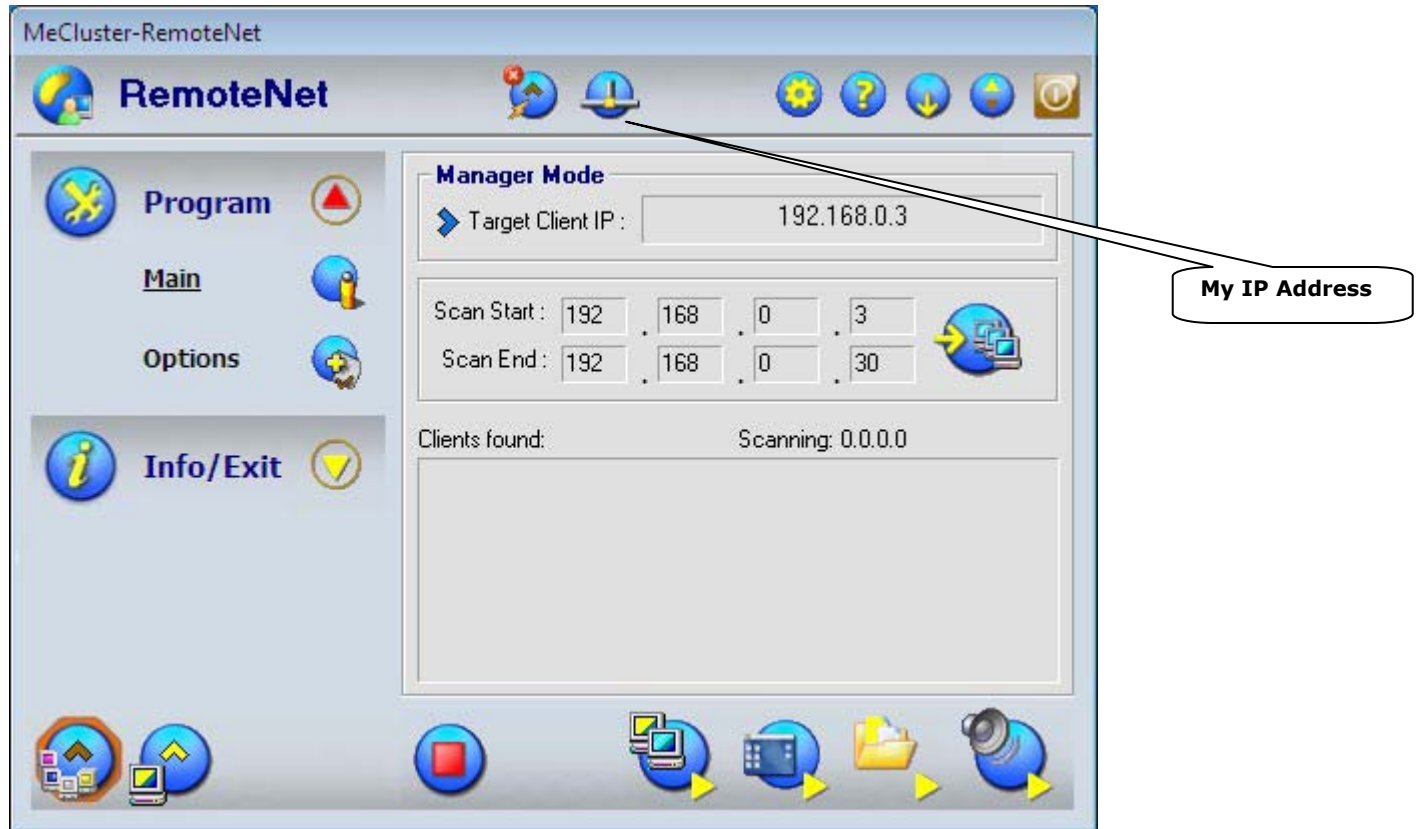 MeCluster-RemoteNet
RemoteNet
Program
Main
Options
Info/Exit
Manager Mode
Target Client IP : 192.168.0.3
Scan Start : 192 . 168 . 0 . 3
Scan End : 192 . 168 . 0 . 30
Clients found: Scanning: 0.0.0.0
My IP Address